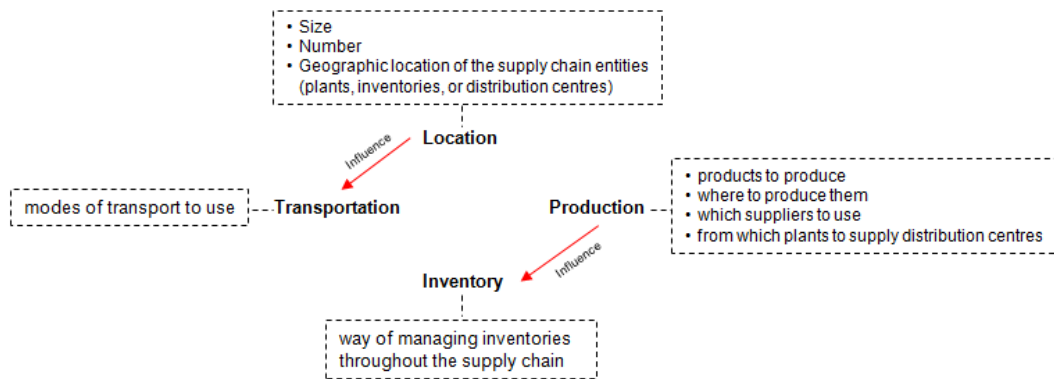 • Size
• Number
• Geographic location of the supply chain entities
(plants, inventories, or distribution centres)
Location
Influence
modes of transport to use
Transportation
Production
• products to produce
• where to produce them
• which suppliers to use
• from which plants to supply distribution centres
Influence
Inventory
way of managing inventories
throughout the supply chain